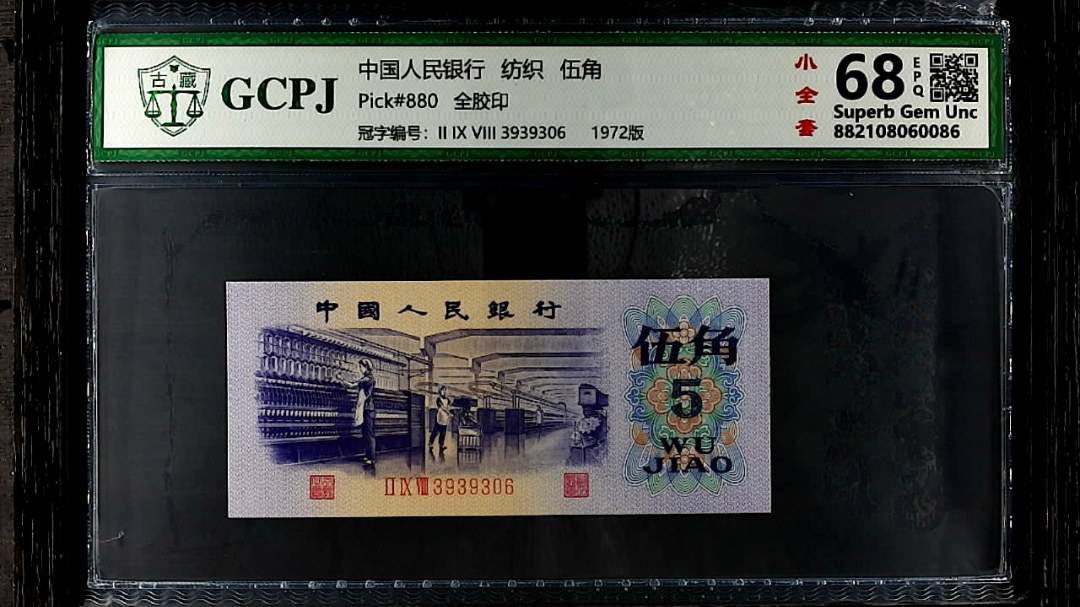 古藏
GCPJ
中国人民银行 纺织 伍角
Pick#880 全胶印
冠字编号: II IX VIII 3939306 1972版
小全套
68
EPQ
Superb Gem Unc
882108060086
中國人民銀行
伍角
5
WU
JIAO
II IX VIII 3939306